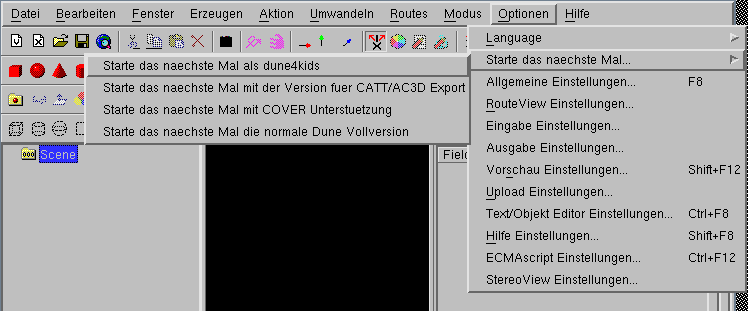 Datei Bearbeiten Fenster Erzeugen Aktion Umwandeln Routes Modus Optionen Hilfe
Language
Starte das naechste Mal...
Starte das naechste Mal als dune4kids
Starte das naechste Mal mit der Version fuer CATT/AC3D Export
Starte das naechste Mal mit COVER Unterstuetzung
Starte das naechste Mal die normale Dune Vollversion
Allgemeine Einstellungen... F8
RouteView Einstellungen...
Eingabe Einstellungen...
Ausgabe Einstellungen...
Vorschau Einstellungen... Shift+F12
Upload Einstellungen...
Text/Objekt Editor Einstellungen... Ctrl+F8
Hilfe Einstellungen... Shift+F8
ECMAscript Einstellungen... Ctrl+F12
StereoView Einstellungen...
Scene
Field